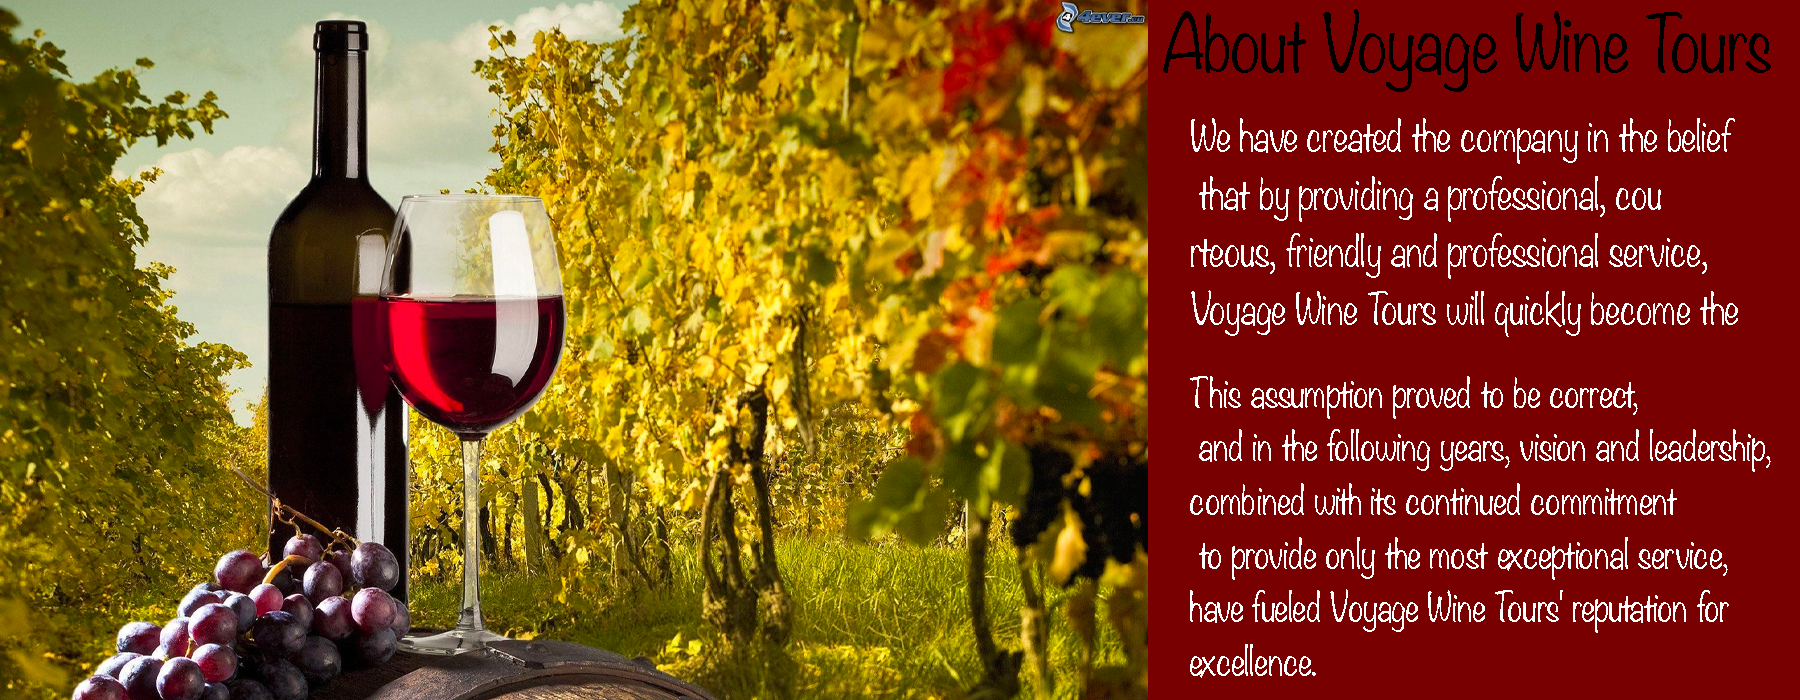 4ever.eu
About Voyage Wine Tours
We have created the company in the belief
that by providing a professional, cou
rteous, friendly and professional service,
Voyage Wine Tours will quickly become the
This assumption proved to be correct,
and in the following years, vision and leadership,
combined with its continued commitment
to provide only the most exceptional service,
have fueled Voyage Wine Tours' reputation for
excellence.